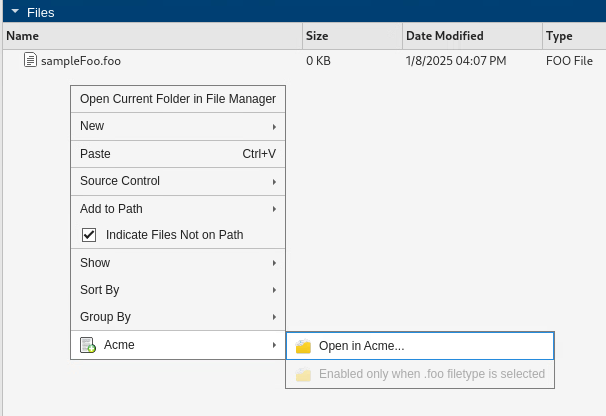 Files
Name Size Date Modified Type
sampleFoo.foo 0 KB 1/8/2025 04:07 PM FOO File
Open Current Folder in File Manager
New
Paste Ctrl+V
Source Control
Add to Path
Indicate Files Not on Path
Show
Sort By
Group By
Acme
Open in Acme...
Enabled only when .foo filetype is selected